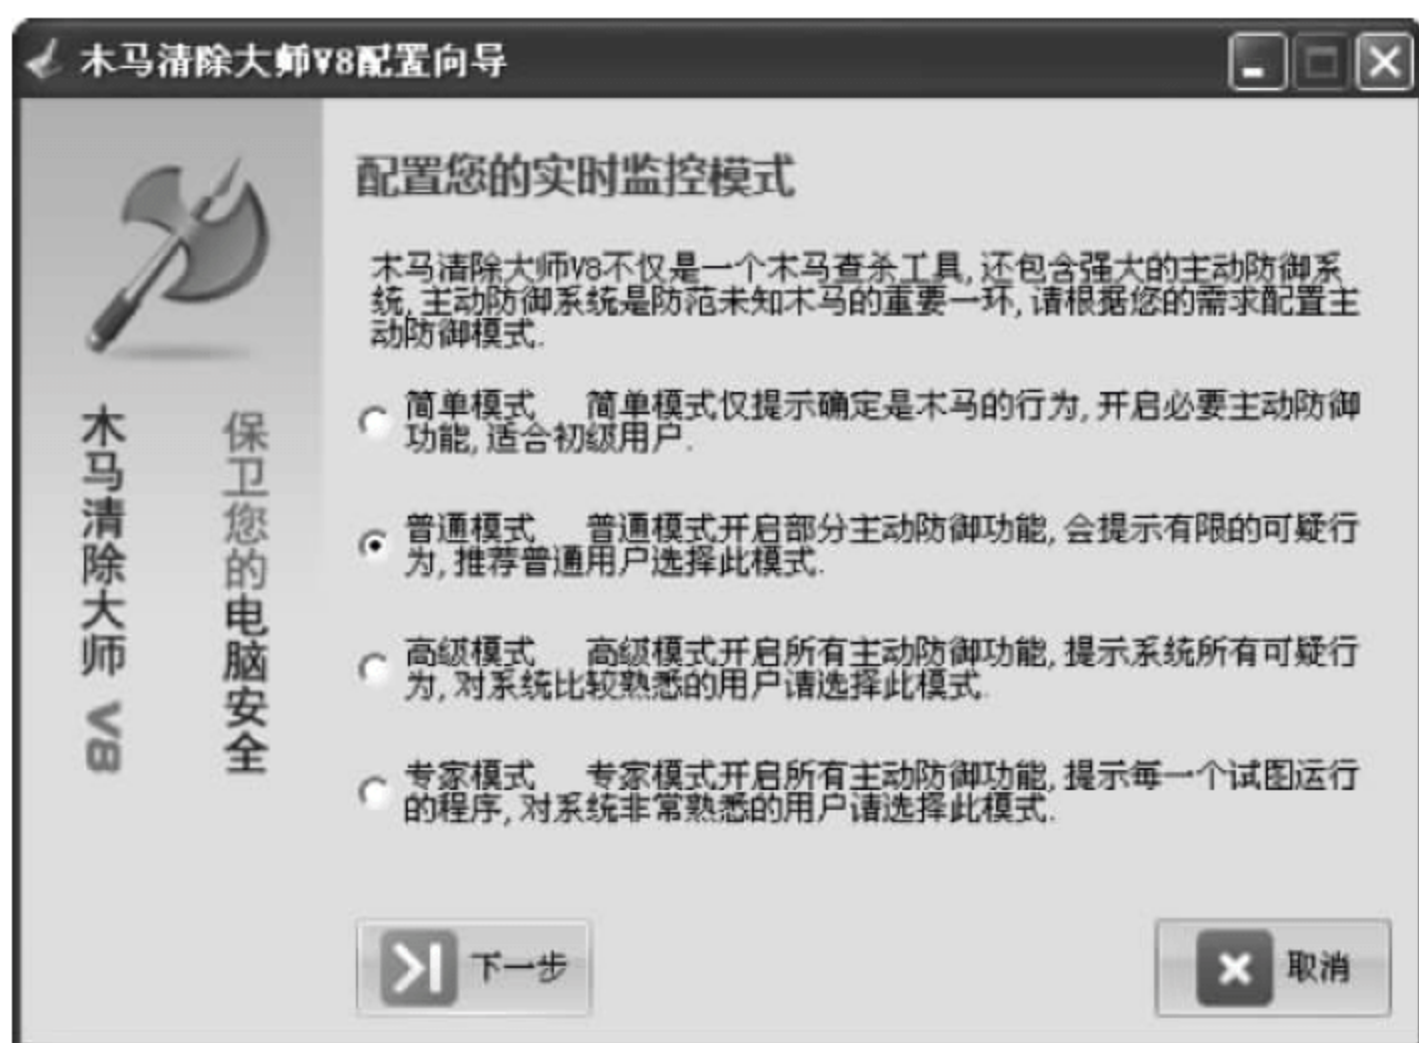 木马清除大师V8配置向导
配置您的实时监控模式
木马清除大师V8不仅是一个木马查杀工具,还包含强大的主动防御系
统,主动防御系统是防范未知木马的重要一环,请根据您的需求配置主
动防御模式.
简单模式 简单模式仅提示确定是木马的行为,开启必要主动防御
功能,适合初级用户.
普通模式 普通模式开启部分主动防御功能,会提示有限的可疑行
为,推荐普通用户选择此模式.
高级模式 高级模式开启所有主动防御功能,提示系统所有可疑行
为,对系统比较熟悉的用户请选择此模式.
专家模式 专家模式开启所有主动防御功能,提示每一个试图运行
的程序,对系统非常熟悉的用户请选择此模式.
木马清除大师 V8
保卫您的电脑安全
下一步
取消